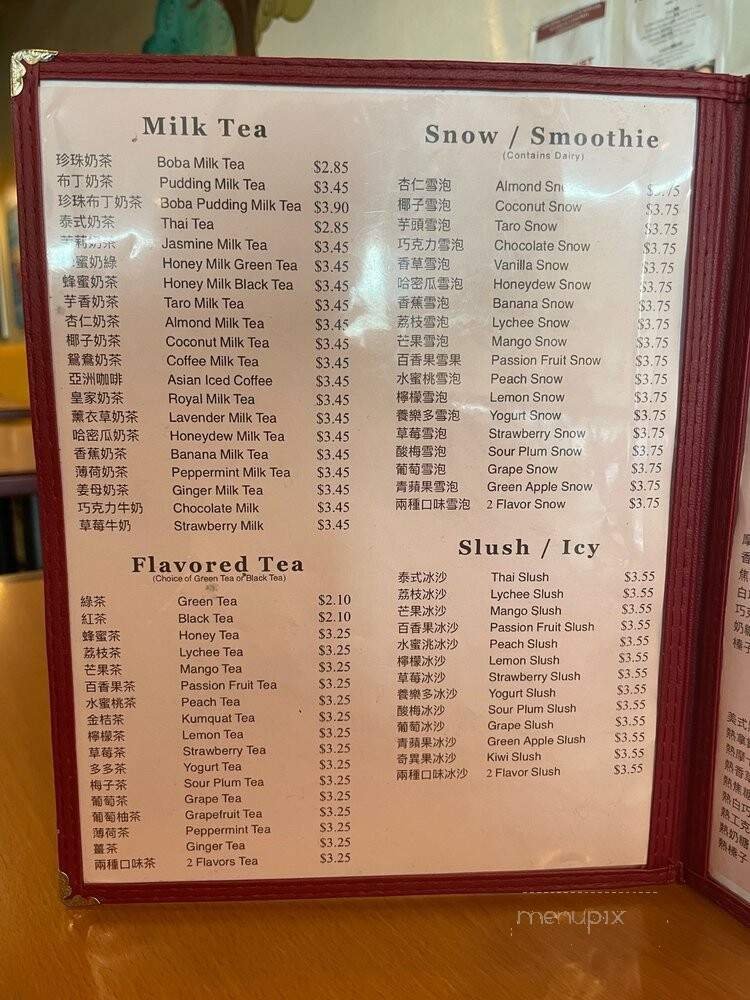 Milk Tea
珍珠奶茶 Boba Milk Tea $2.85
布丁奶茶 Pudding Milk Tea $3.45
珍珠布丁奶茶 Boba Pudding Milk Tea $3.90
泰式奶茶 Thai Tea $2.85
茉莉奶茶 Jasmine Milk Tea $3.45
蜜奶綠 Honey Milk Green Tea $3.45
蜂蜜奶茶 Honey Milk Black Tea $3.45
芋香奶茶 Taro Milk Tea $3.45
杏仁奶茶 Almond Milk Tea $3.45
椰子奶茶 Coconut Milk Tea $3.45
鴛鴦奶茶 Coffee Milk Tea $3.45
亞洲咖啡 Asian Iced Coffee $3.45
皇家奶茶 Royal Milk Tea $3.45
薰衣草奶茶 Lavender Milk Tea $3.45
哈密瓜奶茶 Honeydew Milk Tea $3.45
香蕉奶茶 Banana Milk Tea $3.45
薄荷奶茶 Peppermint Milk Tea $3.45
姜母奶茶 Ginger Milk Tea $3.45
巧克力牛奶 Chocolate Milk $3.45
草莓牛奶 Strawberry Milk $3.45
Flavored Tea
(Choice of Green Tea or Black Tea)
綠茶 Green Tea $2.10
紅茶 Black Tea $2.10
蜂蜜茶 Honey Tea $3.25
荔枝茶 Lychee Tea $3.25
芒果茶 Mango Tea $3.25
百香果茶 Passion Fruit Tea $3.25
水蜜桃茶 Peach Tea $3.25
金桔茶 Kumquat Tea $3.25
檸檬茶 Lemon Tea $3.25
草莓茶 Strawberry Tea $3.25
多多茶 Yogurt Tea $3.25
梅子茶 Sour Plum Tea $3.25
葡萄茶 Grape Tea $3.25
葡萄柚茶 Grapefruit Tea $3.25
薄荷茶 Peppermint Tea $3.25
薑茶 Ginger Tea $3.25
兩種口味茶 2 Flavors Tea $3.25
Snow / Smoothie
(Contains Dairy)
杏仁雪泡 Almond $3.75
椰子雪泡 Coconut Snow $3.75
芋頭雪泡 Taro Snow $3.75
巧克力雪泡 Chocolate Snow $3.75
香草雪泡 Vanilla Snow $3.75
哈密瓜雪泡 Honeydew Snow $3.75
香蕉雪泡 Banana Snow $3.75
荔枝雪泡 Lychee Snow $3.75
芒果雪泡 Mango Snow $3.75
百香果雪果 Passion Fruit Snow $3.75
水蜜桃雪泡 Peach Snow $3.75
檸檬雪泡 Lemon Snow $3.75
養樂多雪泡 Yogurt Snow $3.75
草莓雪泡 Strawberry Snow $3.75
酸梅雪泡 Sour Plum Snow $3.75
葡萄雪泡 Grape Snow $3.75
青蘋果雪泡 Green Apple Snow $3.75
兩種口味雪泡 2 Flavor Snow $3.75
Slush / Icy
泰式冰沙 Thai Slush $3.55
荔枝冰沙 Lychee Slush $3.55
芒果冰沙 Mango Slush $3.55
百香果冰沙 Passion Fruit Slush $3.55
水蜜洮冰沙 Peach Slush $3.55
檸檬冰沙 Lemon Slush $3.55
草莓冰沙 Strawberry Slush $3.55
養樂多冰沙 Yogurt Slush $3.55
酸梅冰沙 Sour Plum Slush $3.55
葡萄冰沙 Grape Slush $3.55
青蘋果冰沙 Green Apple Slush $3.55
奇異果冰沙 Kiwi Slush $3.55
兩種口味冰沙 2 Flavor Slush $3.55
menupix